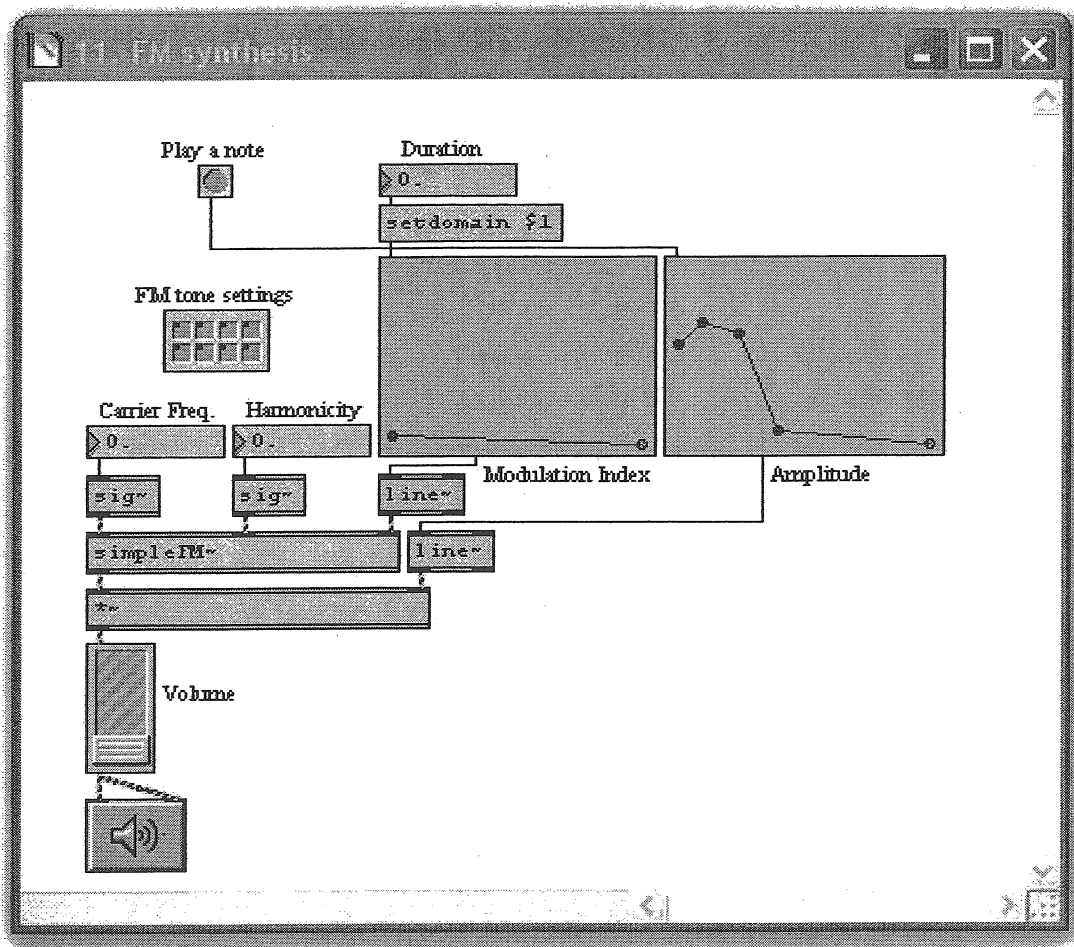 11. FM synthesis
Play a note
Duration
0.
setdomain $1
FM tone settings
Carrier Freq.
Harmonicity
0.
0.
Modulation Index
Amplitude
sig~
sig~
line~
simpleFM~
line~
*~
Volume